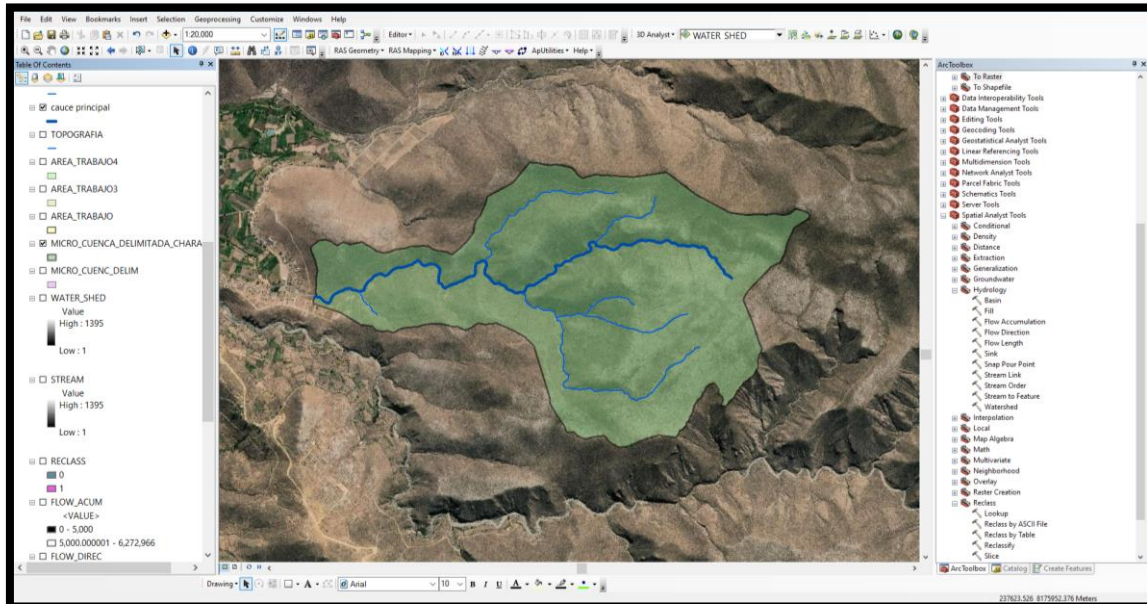 File Edit View Bookmarks Insert Selection Geoprocessing Customize Windows Help
1:20,000
Editor
3D Analyst
WATER SHED
RAS Geometry RAS Mapping
ApUtilities Help
Table Of Contents
cauce principal
TOPOGRAFIA
AREA_TRABAJO4
AREA_TRABAJO3
AREA_TRABAJO
MICRO_CUENCA_DELIMITADA_CHARA
MICRO_CUENC_DELIM
WATER_SHED
Value
High : 1395
Low : 1
STREAM
Value
High : 1395
Low : 1
RECLASS
0
1
FLOW_ACUM
<VALUE>
0 - 5,000
5,000.000001 - 6,272,966
FLOW_DIREC
ArcToolbox
To Raster
To Shapefile
Data Interoperability Tools
Data Management Tools
Editing Tools
Geocoding Tools
Geostatistical Analyst Tools
Linear Referencing Tools
Multidimension Tools
Network Analyst Tools
Parcel Fabric Tools
Schematics Tools
Server Tools
Spatial Analyst Tools
Conditional
Density
Distance
Extraction
Generalization
Groundwater
Hydrology
Basin
Fill
Flow Accumulation
Flow Direction
Flow Length
Sink
Snap Pour Point
Stream Link
Stream Order
Stream to Feature
Watershed
Interpolation
Local
Map Algebra
Math
Multivariate
Neighborhood
Overlay
Raster Creation
Reclass
Lookup
Reclass by ASCII File
Reclass by Table
Reclassify
Slice
ArcToolbox Catalog Create Features
Drawing
A
Arial
10
B I U A
237623.526 8175952.376 Meters